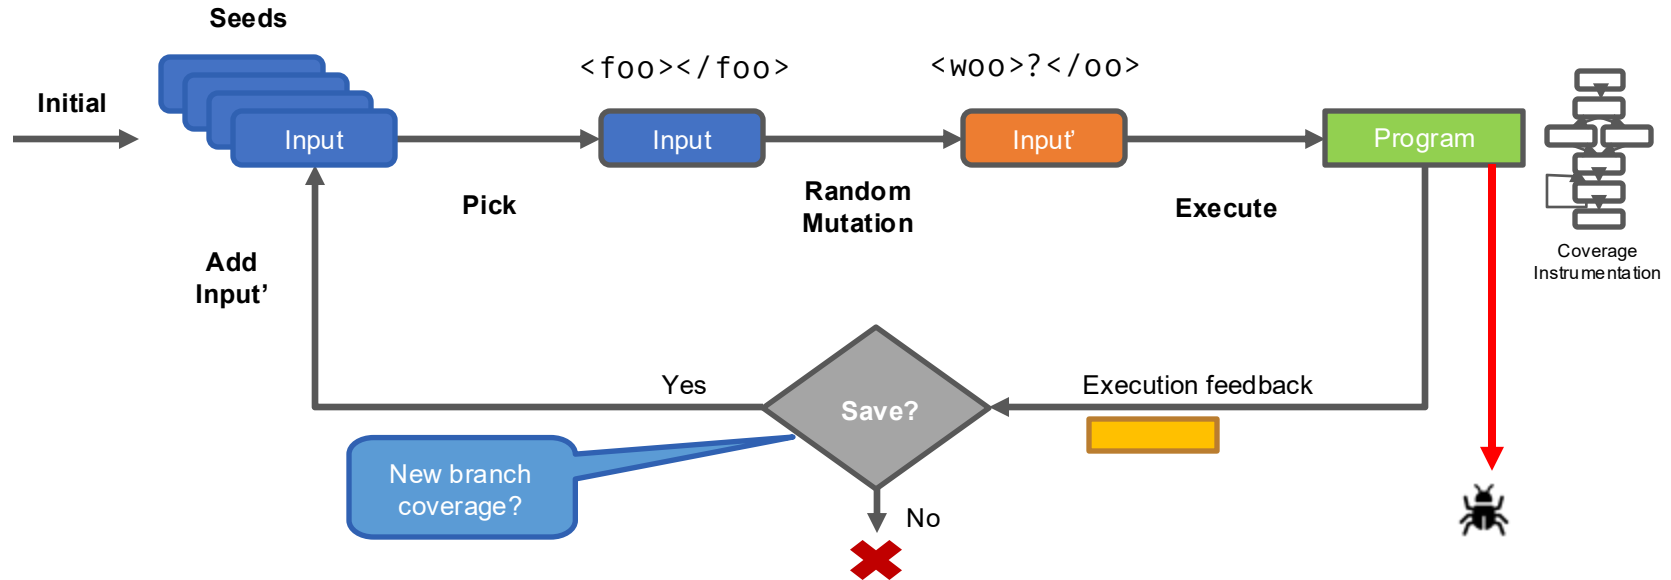 Seeds
<foo></foo>
<woo>?</oo>
Initial
Input
Input
Input'
Program
Pick
Random
Mutation
Execute
Coverage
Instrumentation
Add
Input’
Yes
Save?
Execution feedback
New branch
coverage?
No